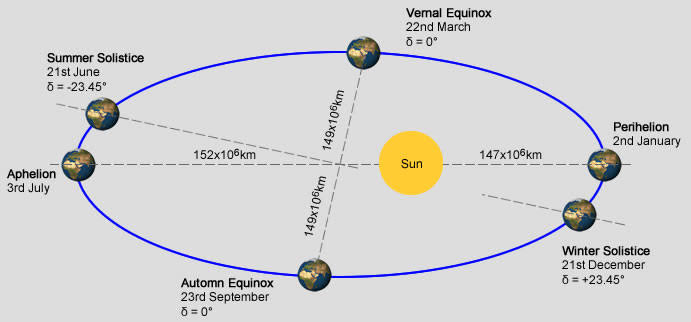 Vernal Equinox
22nd March
δ = 0°
Summer Solistice
21st June
δ = -23.45°
149x10⁶km
Perihelion
2nd January
152x10⁶km
Sun
147x10⁶km
Aphelion
3rd July
149x10⁶km
Winter Solistice
21st December
δ = +23.45°
Automn Equinox
23rd September
δ = 0°